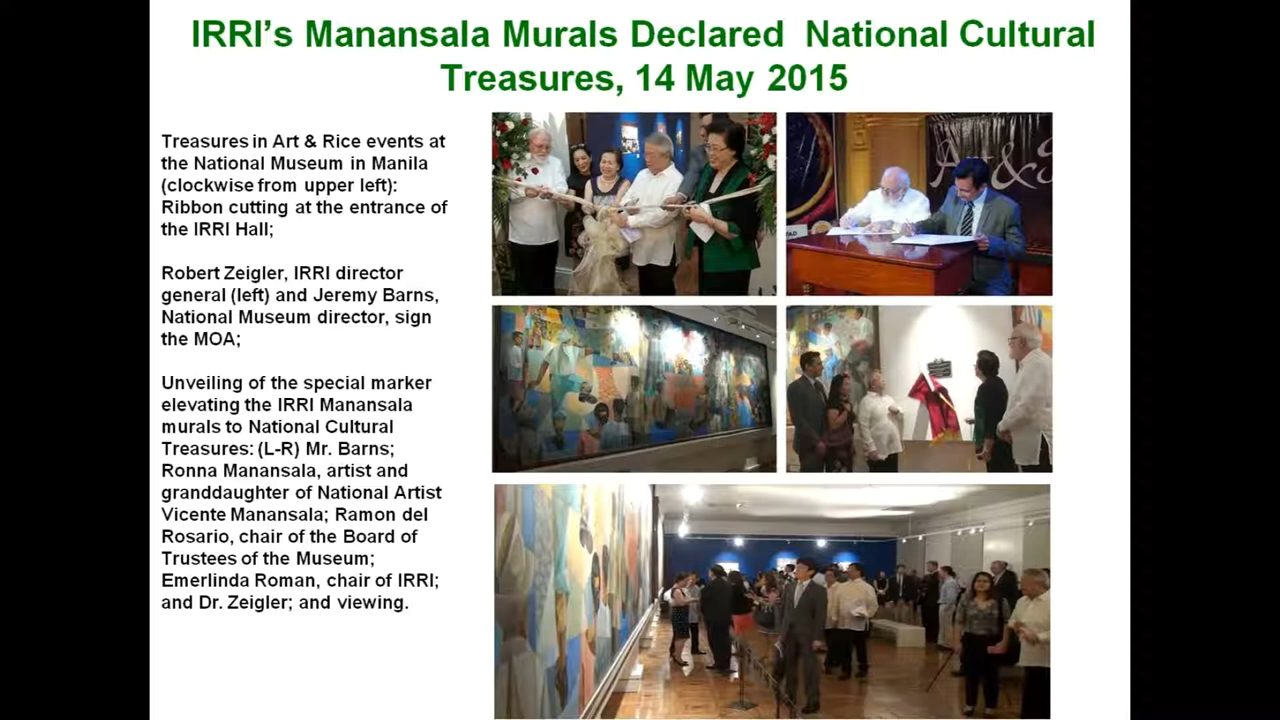 IRRI's Manansala Murals Declared National Cultural
Treasures, 14 May 2015
Treasures in Art & Rice events at
the National Museum in Manila
(clockwise from upper left):
Ribbon cutting at the entrance of
the IRRI Hall;
Robert Zeigler, IRRI director
general (left) and Jeremy Barns,
National Museum director, sign
the MOA;
Unveiling of the special marker
elevating the IRRI Manansala
murals to National Cultural
Treasures: (L-R) Mr. Barns;
Ronna Manansala, artist and
granddaughter of National Artist
Vicente Manansala; Ramon del
Rosario, chair of the Board of
Trustees of the Museum;
Emerlinda Roman, chair of IRRI;
and Dr. Zeigler; and viewing.